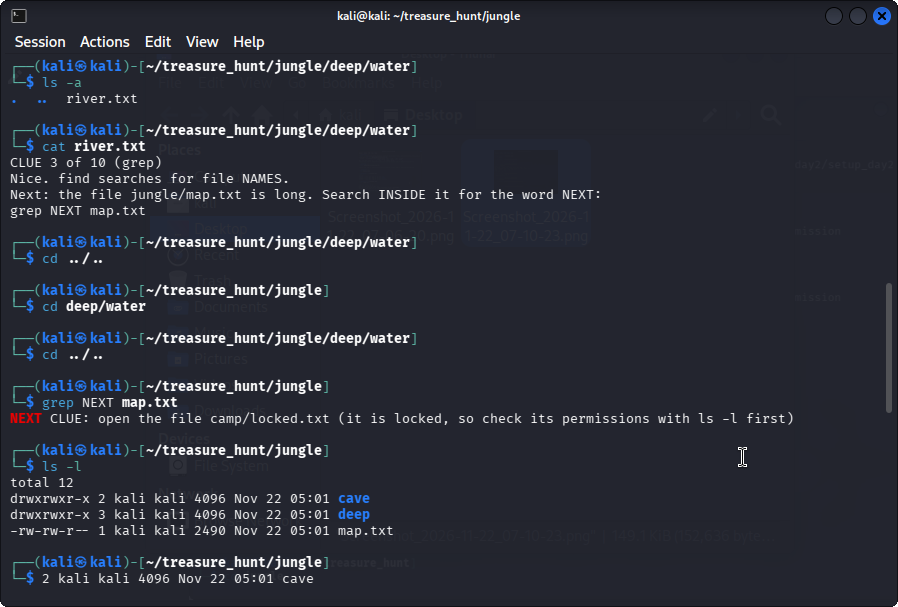 kali@kali: ~/treasure_hunt/jungle
Session Actions Edit View Help
┌──(kali㉿kali)-[~/treasure_hunt/jungle/deep/water]
└─$ ls -a
. .. river.txt
┌──(kali㉿kali)-[~/treasure_hunt/jungle/deep/water]
└─$ cat river.txt
CLUE 3 of 10 (grep)
Nice. find searches for file NAMES.
Next: the file jungle/map.txt is long. Search INSIDE it for the word NEXT:
grep NEXT map.txt
┌──(kali㉿kali)-[~/treasure_hunt/jungle/deep/water]
└─$ cd ../..
┌──(kali㉿kali)-[~/treasure_hunt/jungle]
└─$ cd deep/water
┌──(kali㉿kali)-[~/treasure_hunt/jungle/deep/water]
└─$ cd ../..
┌──(kali㉿kali)-[~/treasure_hunt/jungle]
└─$ grep NEXT map.txt
NEXT CLUE: open the file camp/locked.txt (it is locked, so check its permissions with ls -l first)
┌──(kali㉿kali)-[~/treasure_hunt/jungle]
└─$ ls -l
total 12
drwxrwxr-x 2 kali kali 4096 Nov 22 05:01 cave
drwxrwxr-x 3 kali kali 4096 Nov 22 05:01 deep
-rw-rw-r-- 1 kali kali 2490 Nov 22 05:01 map.txt
┌──(kali㉿kali)-[~/treasure_hunt/jungle]
└─$ 2 kali kali 4096 Nov 22 05:01 cave